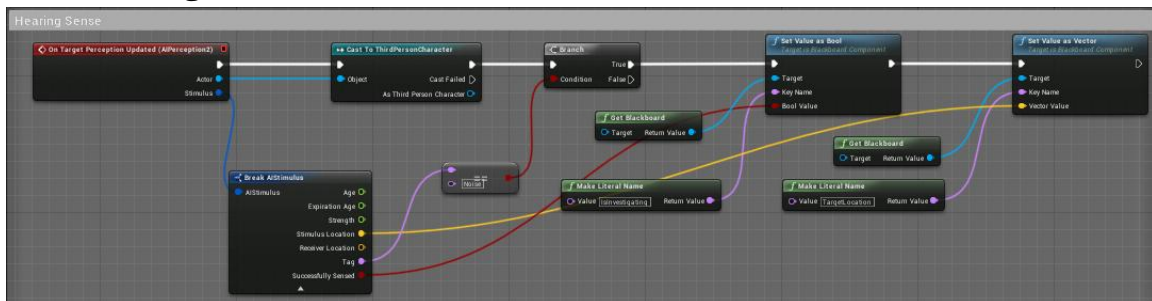 Hearing Sense
On Target Perception Updated (AIPerception2)
Actor
Stimulus
Cast To ThirdPersonCharacter
Object
Cast Failed
As Third Person Character
Branch
True
Condition
False
Set Value as Bool
Target is Blackboard Component
Target
Key Name
Bool Value
Set Value as Vector
Target is Blackboard Component
Target
Key Name
Vector Value
Get Blackboard
Target Return Value
Get Blackboard
Target Return Value
Break AIStimulus
AIStimulus
Age
Expiration Age
Strength
Stimulus Location
Receiver Location
Tag
Successfully Sensed
==
Noise
Make Literal Name
Value IsInvestigating Return Value
Make Literal Name
Value TargetLocation Return Value